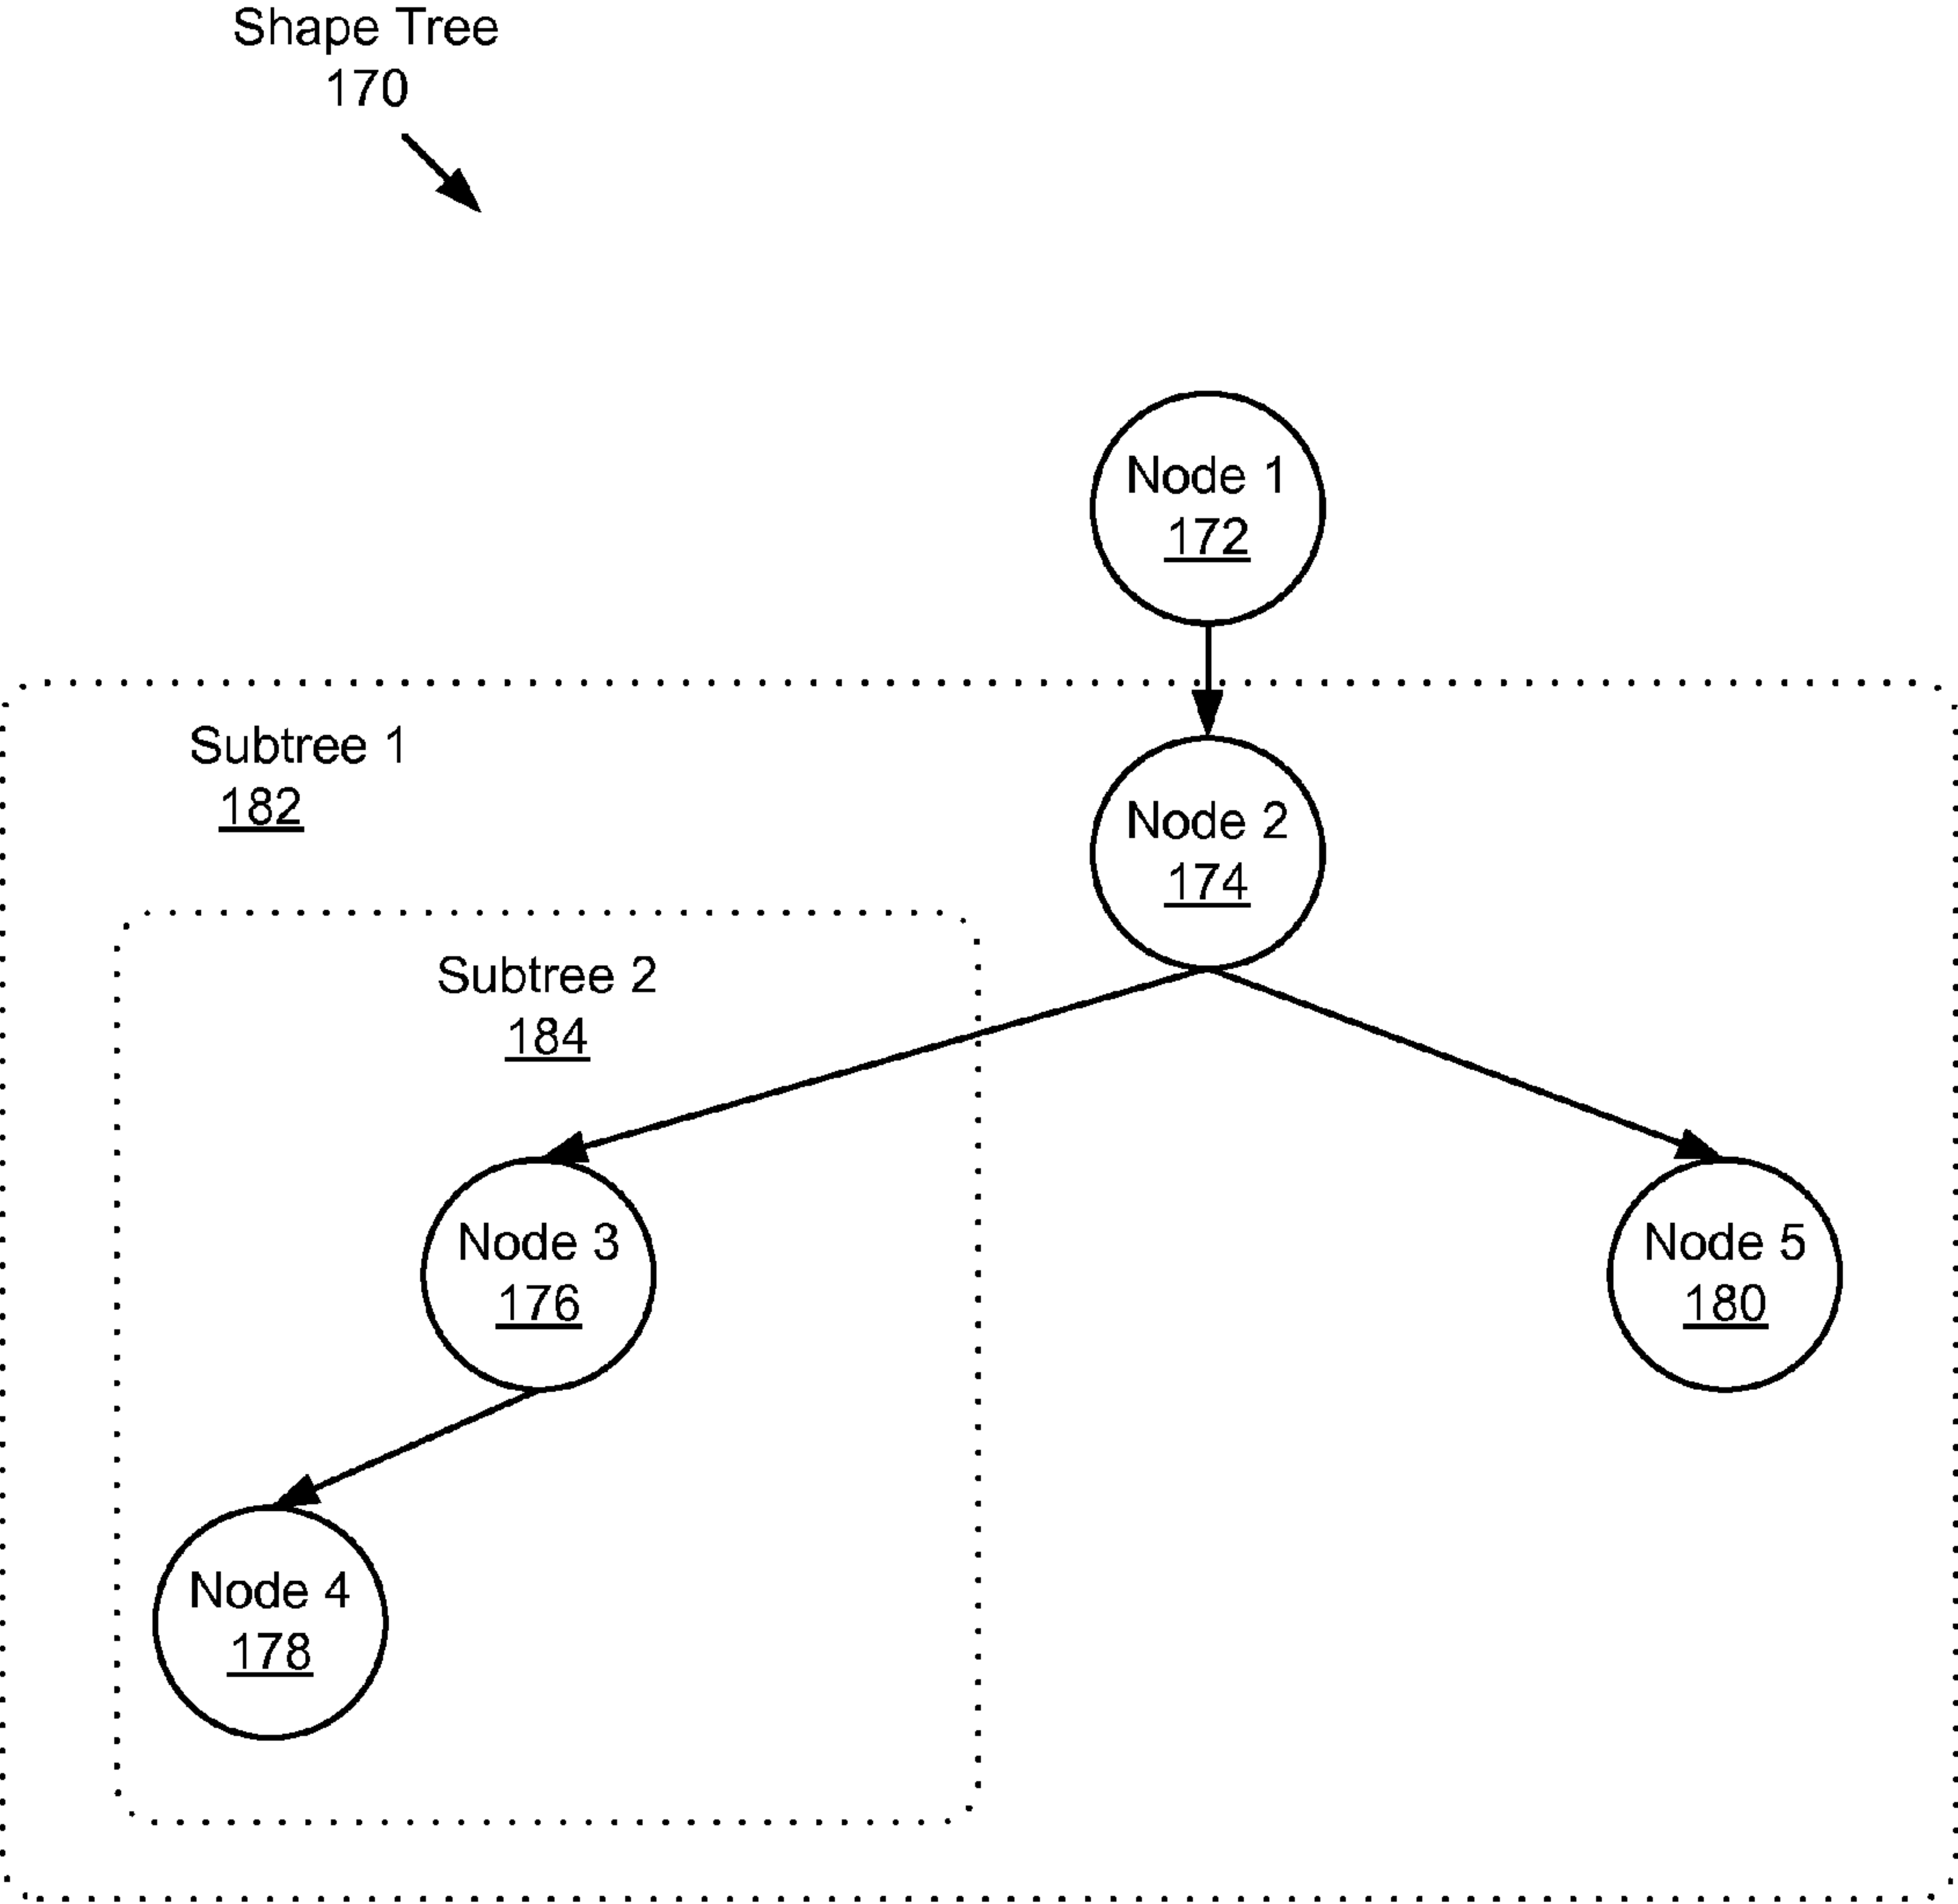 Shape Tree
170
Node 1
172
Subtree 1
182
Node 2
174
Subtree 2
184
Node 3
176
Node 5
180
Node 4
178